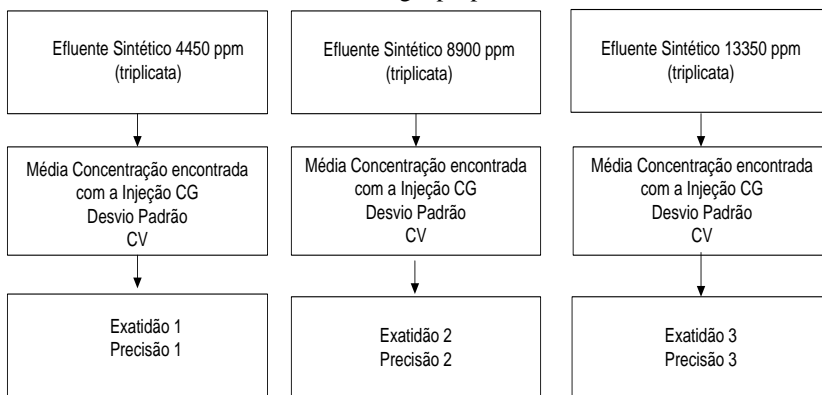 Efluente Sintético 4450 ppm
(triplicata)
Efluente Sintético 8900 ppm
(triplicata)
Efluente Sintético 13350 ppm
(triplicata)
Média Concentração encontrada
com a Injeção CG
Desvio Padrão
CV
Média Concentração encontrada
com a Injeção CG
Desvio Padrão
CV
Média Concentração encontrada
com a Injeção CG
Desvio Padrão
CV
Exatidão 1
Precisão 1
Exatidão 2
Precisão 2
Exatidão 3
Precisão 3